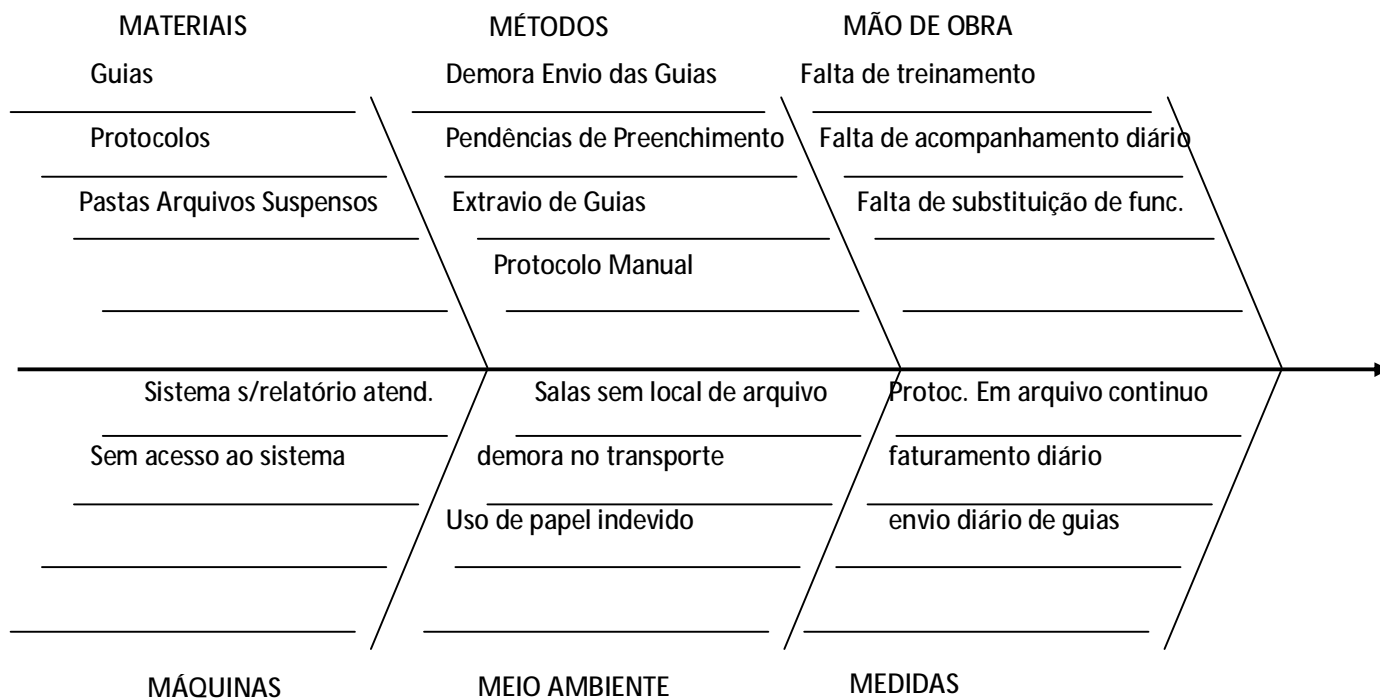 MATERIAIS
MÉTODOS
MÃO DE OBRA
Guias
Demora Envio das Guias
Falta de treinamento
Protocolos
Pendências de Preenchimento
Falta de acompanhamento diário
Pastas Arquivos Suspensos
Extravio de Guias
Falta de substituição de func.
Protocolo Manual
Sistema s/relatório atend.
Salas sem local de arquivo
Protoc. Em arquivo continuo
Sem acesso ao sistema
demora no transporte
faturamento diário
Uso de papel indevido
envio diário de guias
MÁQUINAS
MEIO AMBIENTE
MEDIDAS